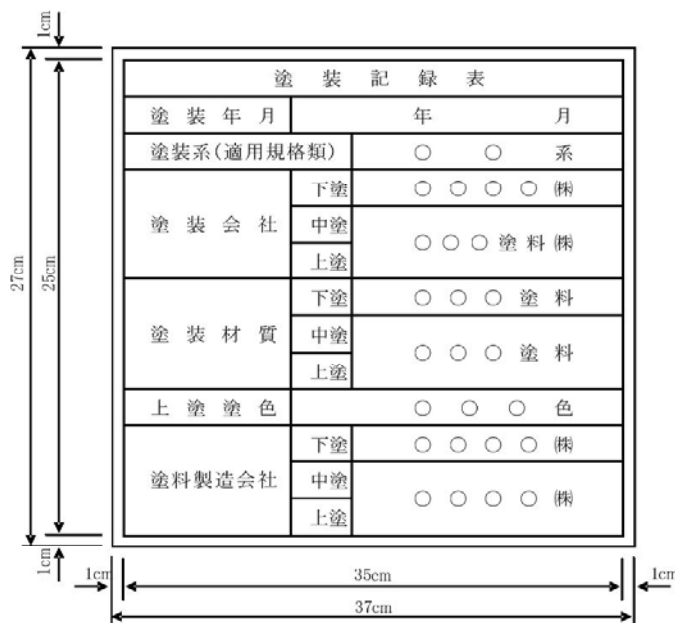 1cm
27cm
25cm
1cm
塗装記録表
塗装年月 年 月
塗装系(適用規格類) ○ ○ 系
塗装会社 下塗 ○○○○㈱
中塗 ○○○塗料㈱
上塗
塗装材質 下塗 ○○○塗料
中塗 ○○○塗料
上塗
上塗塗色 ○○○色
塗料製造会社 下塗 ○○○○㈱
中塗 ○○○○㈱
上塗
1cm 35cm 1cm
37cm